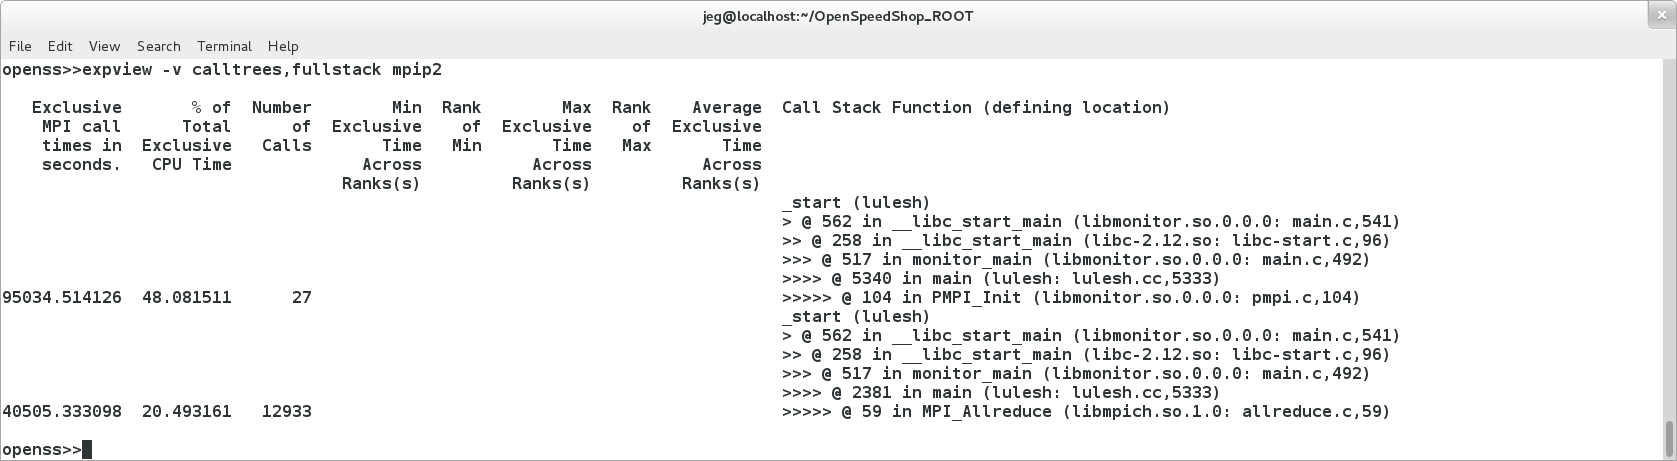 jeg@localhost:~/OpenSpeedShop_ROOT
File Edit View Search Terminal Help
openss>>expview -v calltrees,fullstack mpip2
Exclusive % of Number Min Rank Max Rank Average Call Stack Function (defining location)
MPI call Total of Exclusive of Exclusive of Exclusive
times in Exclusive Calls Time Min Time Max Time
seconds. CPU Time Across Across Across
Ranks(s) Ranks(s) Ranks(s)
_start (lulesh)
> @ 562 in __libc_start_main (libmonitor.so.0.0.0: main.c,541)
>> @ 258 in __libc_start_main (libc-2.12.so: libc-start.c,96)
>>> @ 517 in monitor_main (libmonitor.so.0.0.0: main.c,492)
>>>> @ 5340 in main (lulesh: lulesh.cc,5333)
95034.514126 48.081511 27 >>>>> @ 104 in PMPI_Init (libmonitor.so.0.0.0: pmpi.c,104)
_start (lulesh)
> @ 562 in __libc_start_main (libmonitor.so.0.0.0: main.c,541)
>> @ 258 in __libc_start_main (libc-2.12.so: libc-start.c,96)
>>> @ 517 in monitor_main (libmonitor.so.0.0.0: main.c,492)
>>>> @ 2381 in main (lulesh: lulesh.cc,5333)
40505.333098 20.493161 12933 >>>>> @ 59 in MPI_Allreduce (libmpich.so.1.0: allreduce.c,59)
openss>>